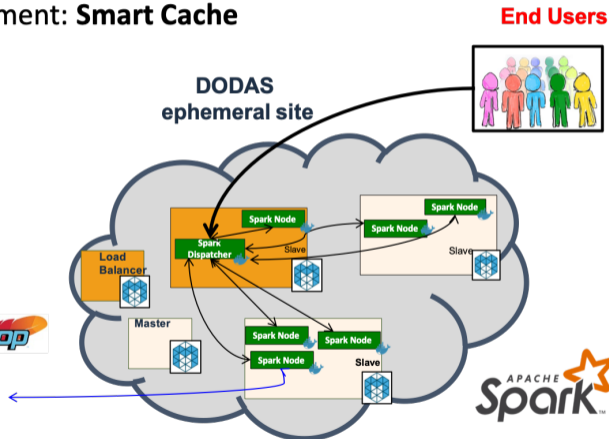 ment: Smart Cache
End Users
DODAS
ephemeral site
Spark Node
Spark
Dispatcher
Slave
Spark Node
Spark Node
Slave
Load
Balancer
Master
Spark Node
Spark Node
Spark Node
Slave
op
APACHE
Spark
TM